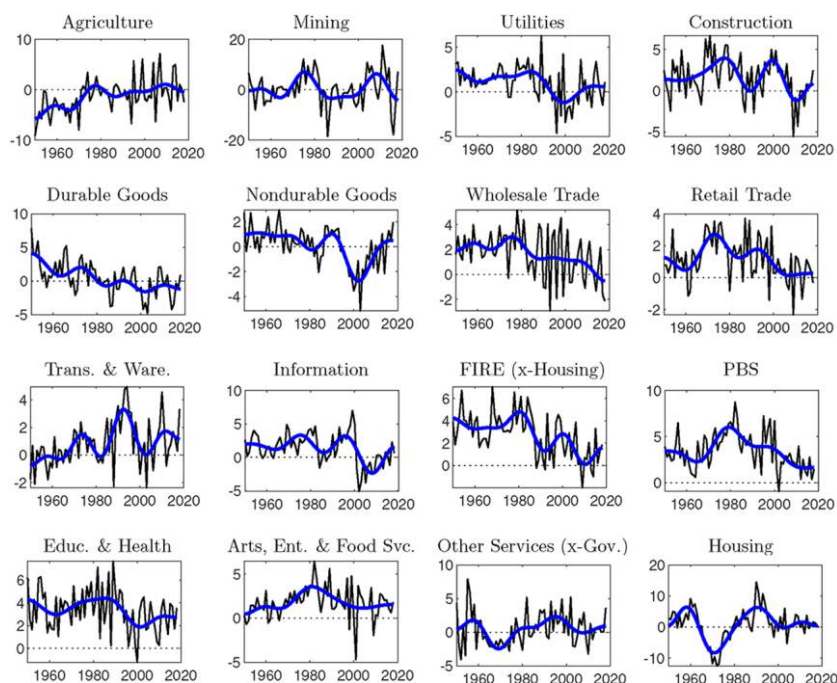 Agriculture
10
0
-10
1960 1980 2000 2020
Mining
20
0
-20
1960 1980 2000 2020
Utilities
5
0
-5
1960 1980 2000 2020
Construction
5
0
-5
1960 1980 2000 2020
Durable Goods
10
5
0
-5
1960 1980 2000 2020
Nondurable Goods
2
0
-2
-4
1960 1980 2000 2020
Wholesale Trade
4
2
0
-2
1960 1980 2000 2020
Retail Trade
4
2
0
-2
1960 1980 2000 2020
Trans. & Ware.
4
2
0
-2
1960 1980 2000 2020
Information
10
5
0
-5
1960 1980 2000 2020
FIRE (x-Housing)
6
4
2
0
1960 1980 2000 2020
PBS
10
5
0
1960 1980 2000 2020
Educ. & Health
6
4
2
0
1960 1980 2000 2020
Arts, Ent. & Food Svc.
5
0
-5
1960 1980 2000 2020
Other Services (x-Gov.)
10
5
0
-5
1960 1980 2000 2020
Housing
20
10
0
-10
1960 1980 2000 2020